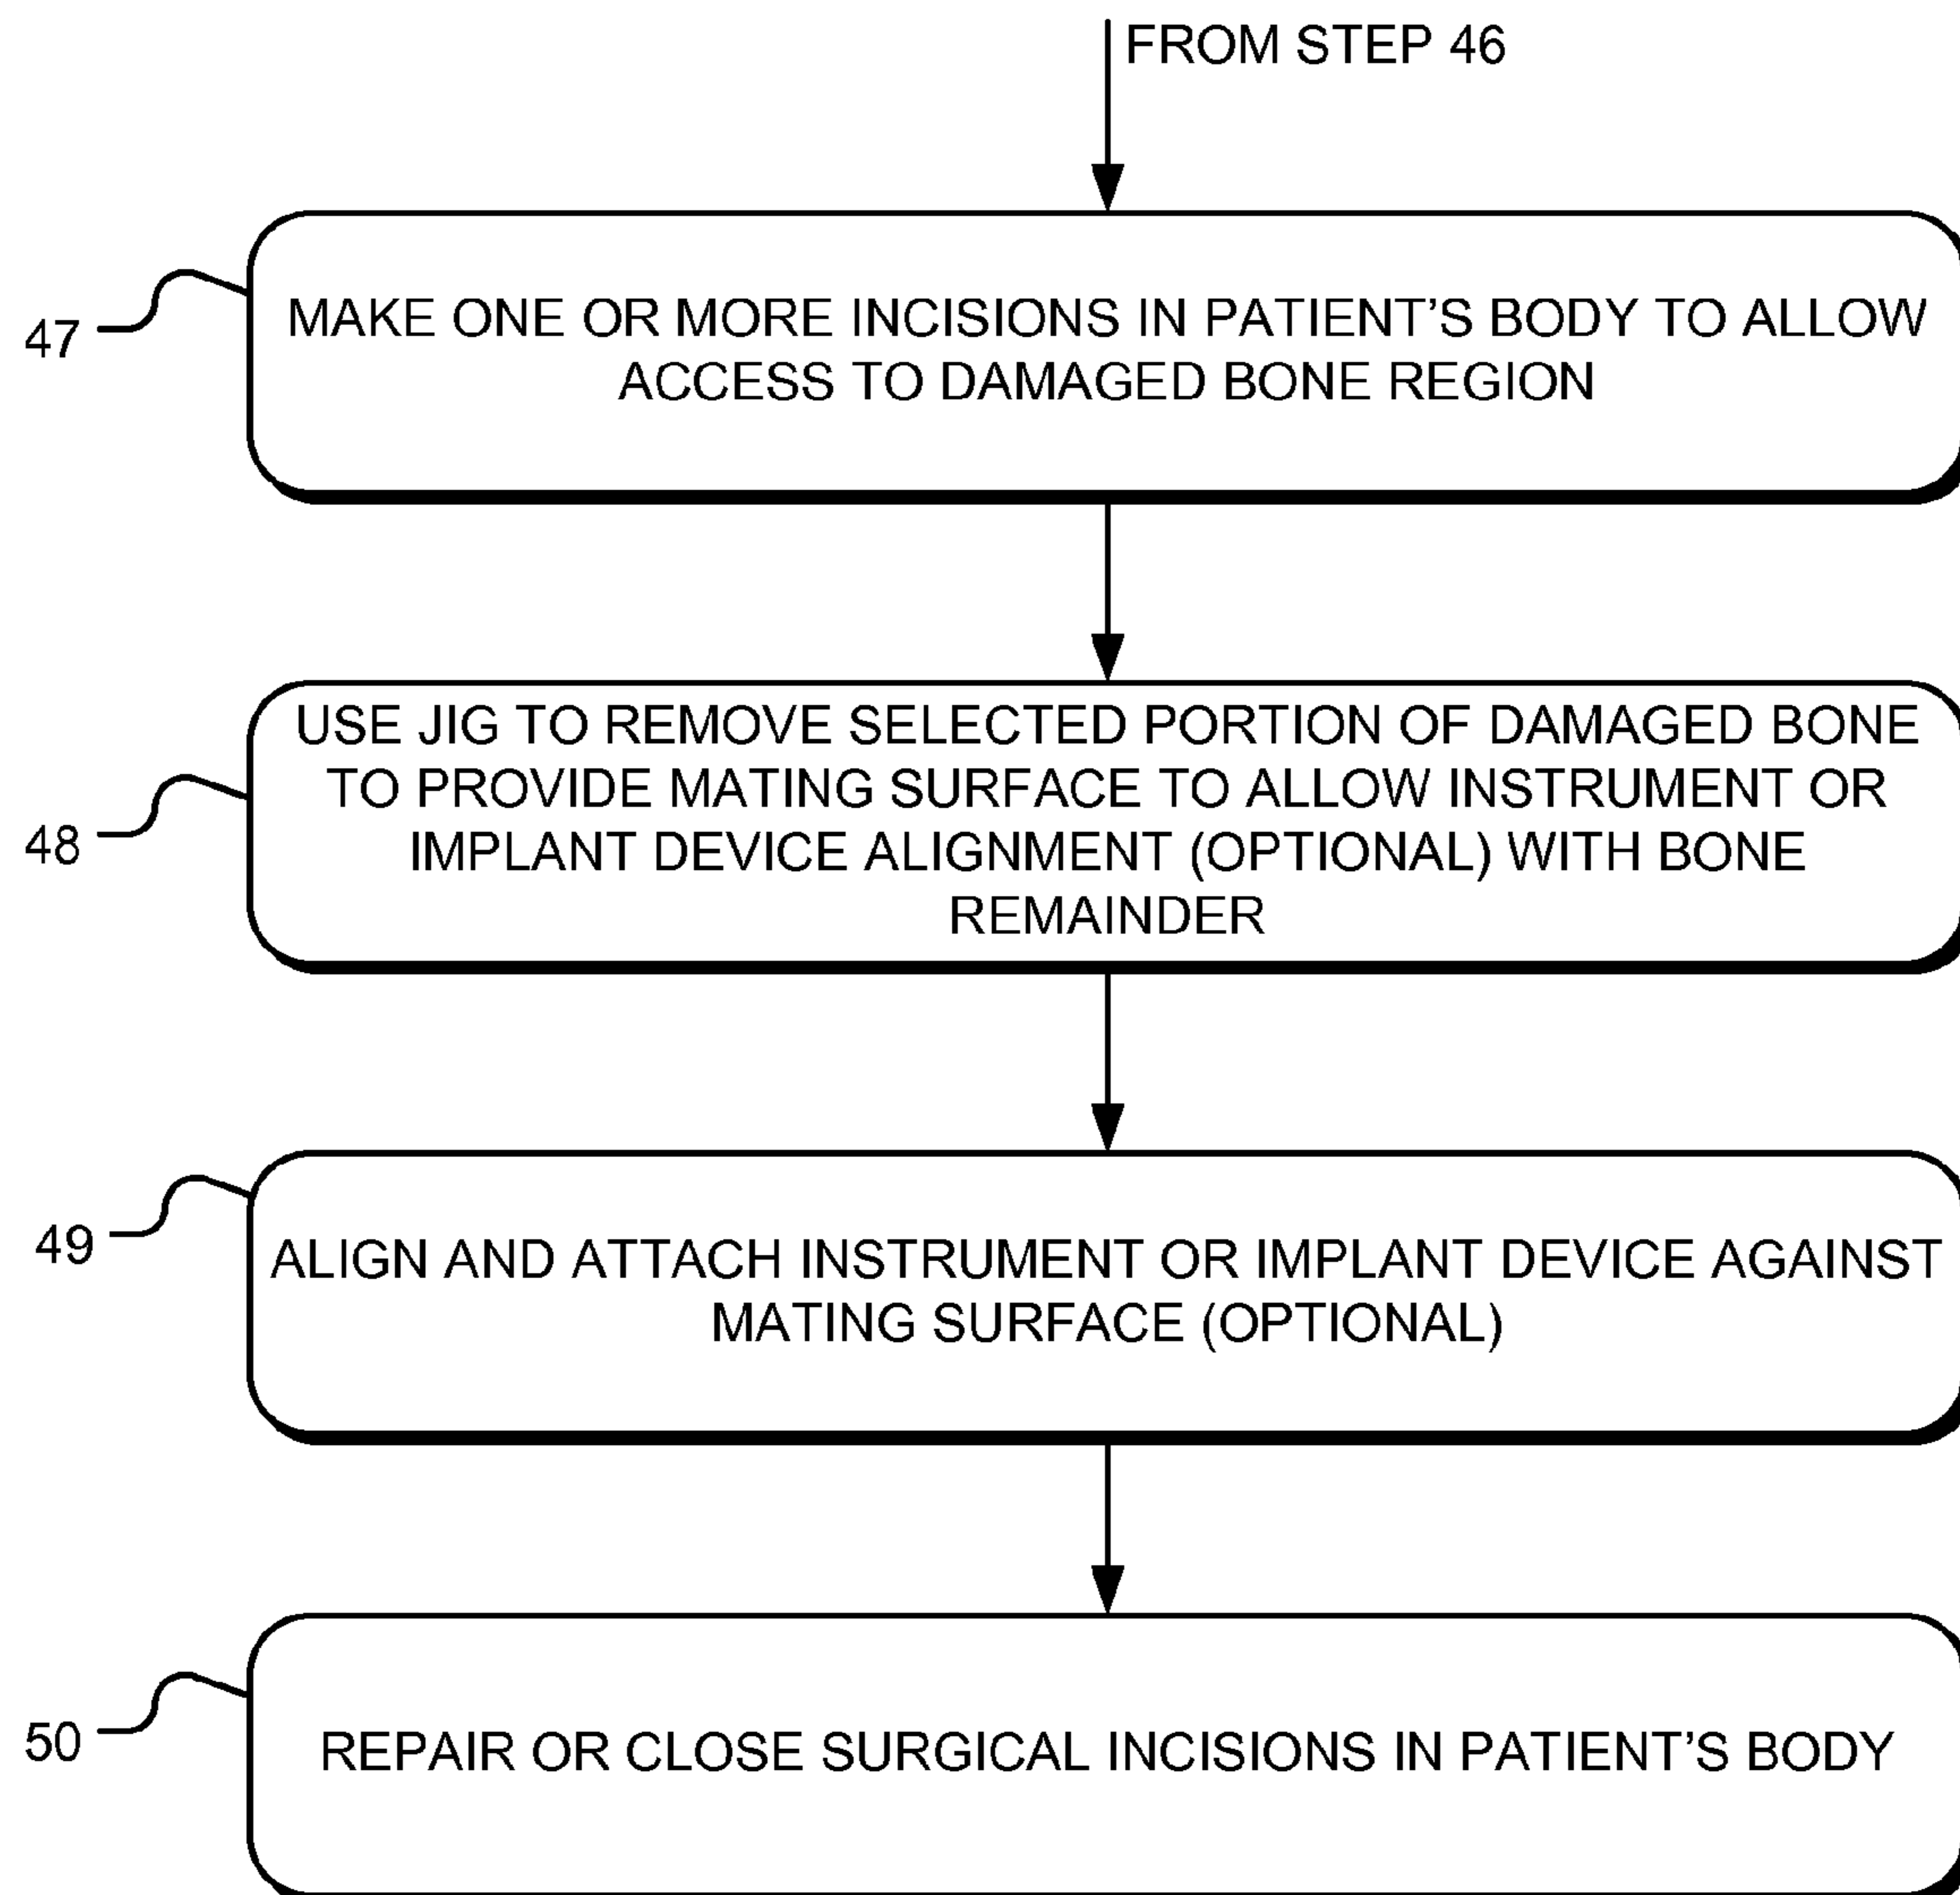 FROM STEP 46
47
MAKE ONE OR MORE INCISIONS IN PATIENT’S BODY TO ALLOW
ACCESS TO DAMAGED BONE REGION
48
USE JIG TO REMOVE SELECTED PORTION OF DAMAGED BONE
TO PROVIDE MATING SURFACE TO ALLOW INSTRUMENT OR
IMPLANT DEVICE ALIGNMENT (OPTIONAL) WITH BONE
REMAINDER
49
ALIGN AND ATTACH INSTRUMENT OR IMPLANT DEVICE AGAINST
MATING SURFACE (OPTIONAL)
50
REPAIR OR CLOSE SURGICAL INCISIONS IN PATIENT’S BODY